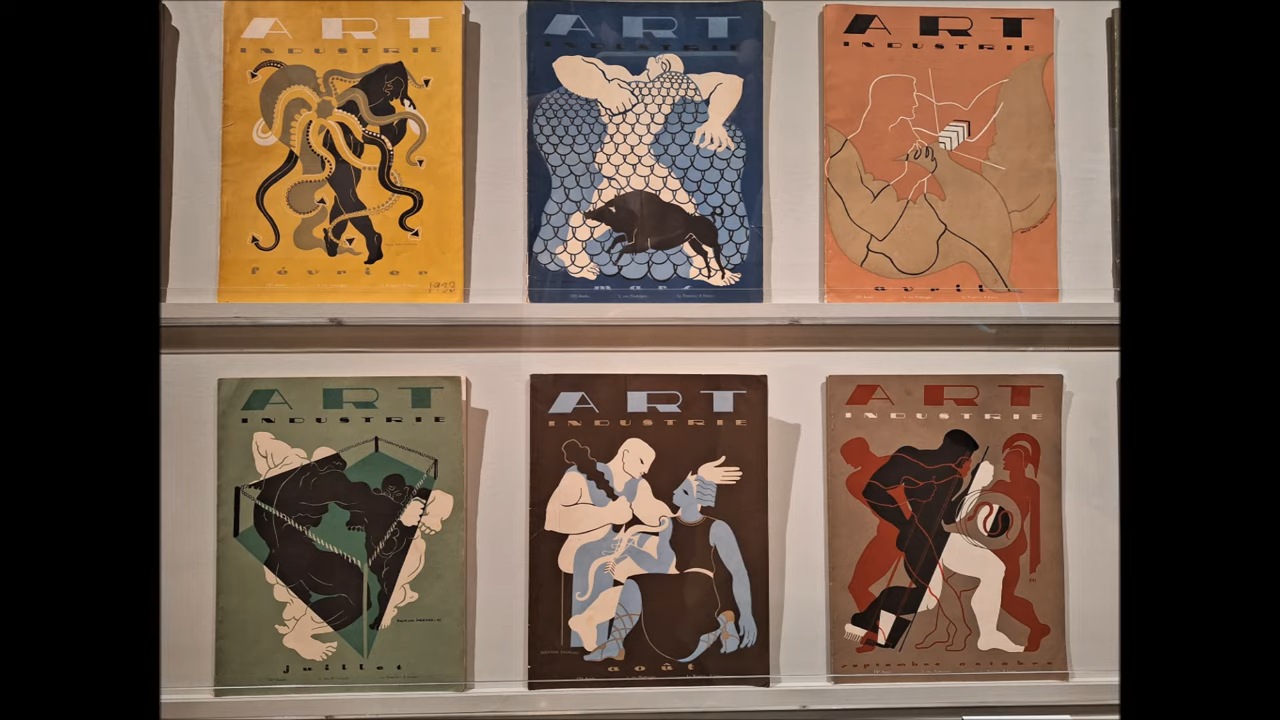 ART
INDUSTRIE
février
1928
ART
INDUSTRIE
mars
ART
INDUSTRIE
avril
ART
INDUSTRIE
juillet
ART
INDUSTRIE
août
ART
INDUSTRIE
septembre octobre